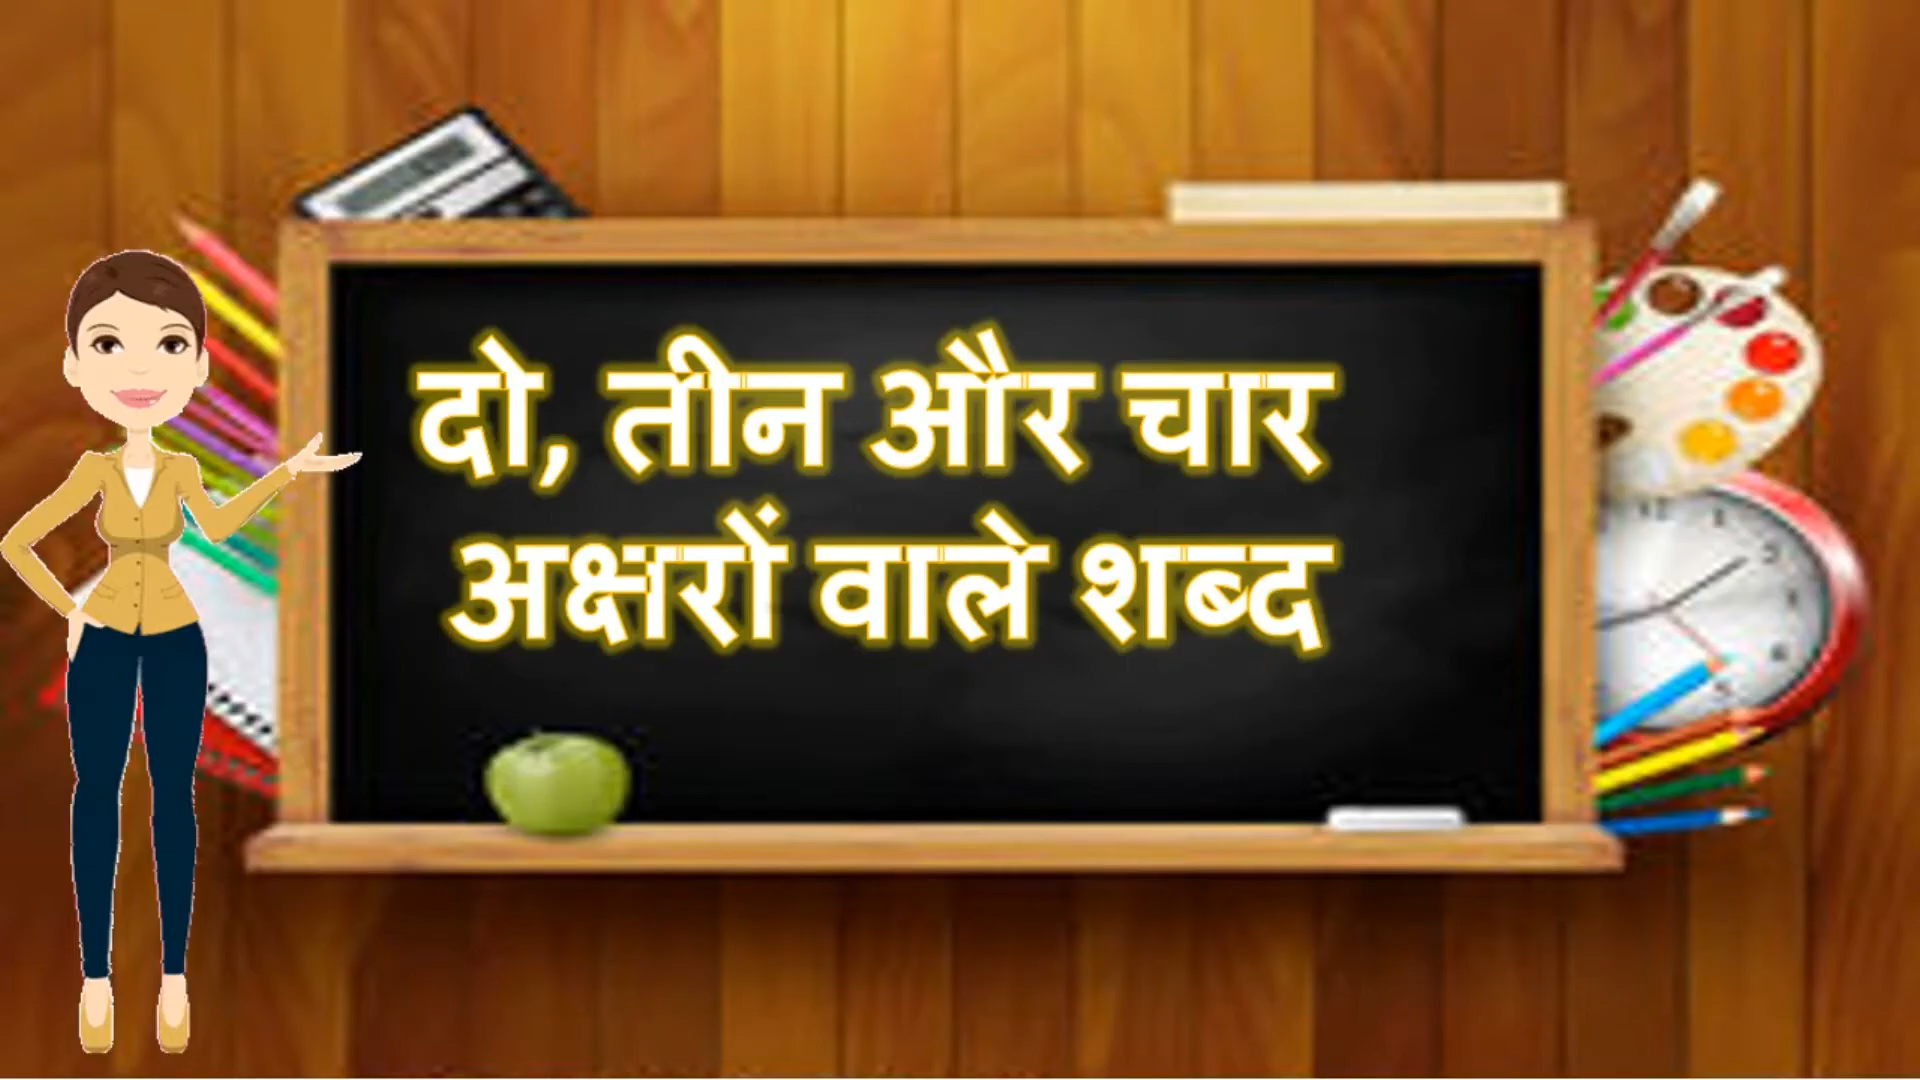 दो, तीन और चार
अक्षरों वाले शब्द